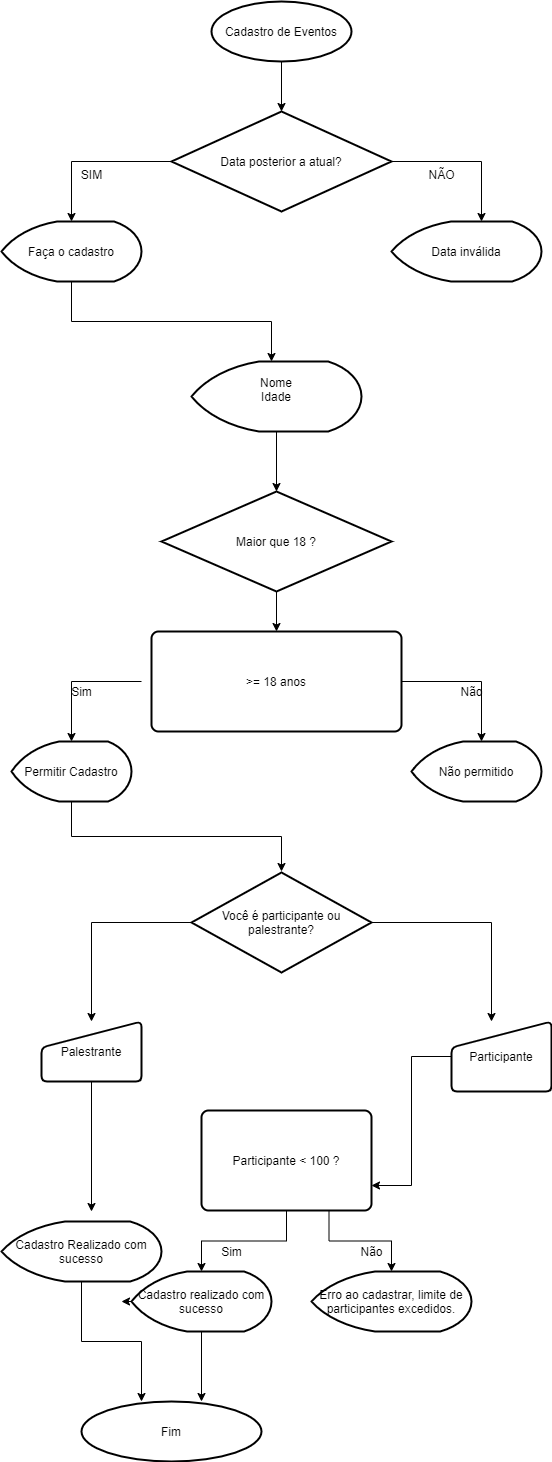 Cadastro de Eventos
Data posterior a atual?
SIM
NÃO
Faça o cadastro
Data inválida
Nome
Idade
Maior que 18 ?
>= 18 anos
Sim
Não
Permitir Cadastro
Não permitido
Você é participante ou
palestrante?
Palestrante
Participante
Participante < 100 ?
Cadastro Realizado com
sucesso
Sim
Não
Cadastro realizado com
sucesso
Erro ao cadastrar, limite de
participantes excedidos.
Fim